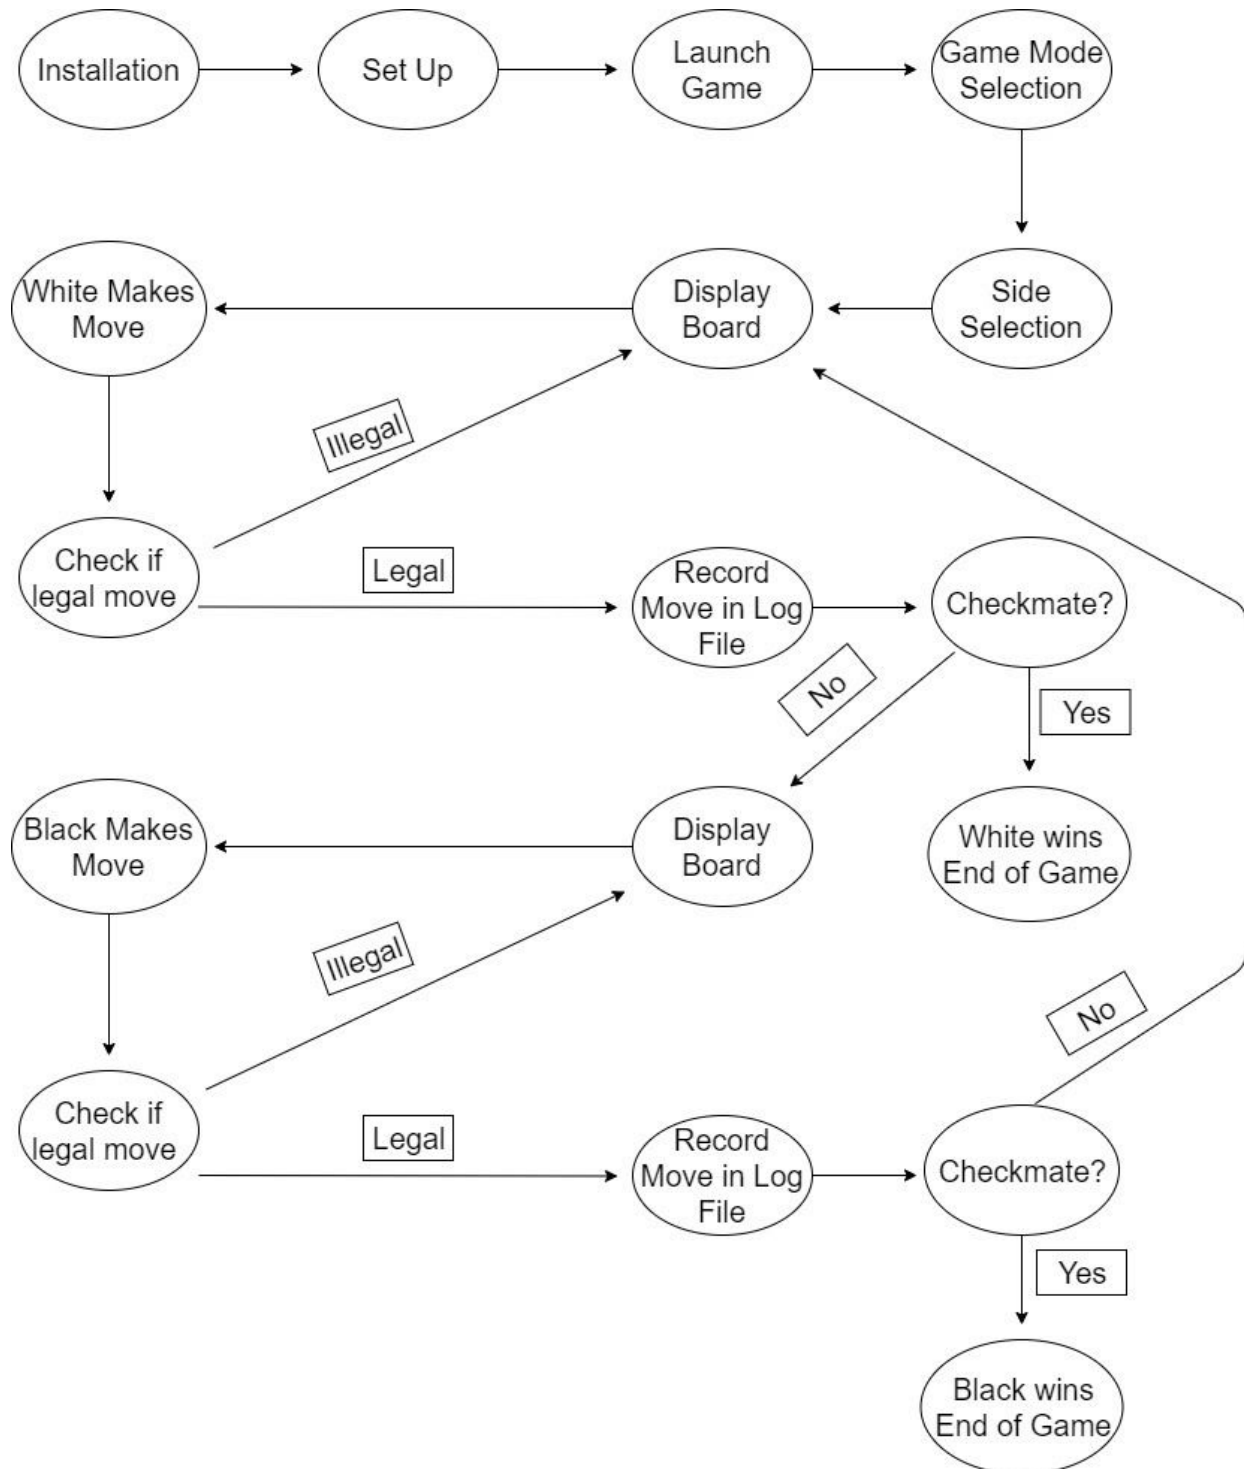 Installation
Set Up
Launch
Game
Game Mode
Selection
White Makes
Move
Display
Board
Side
Selection
Illegal
Check if
legal move
Legal
Record
Move in Log
File
Checkmate?
No
Yes
Black Makes
Move
Display
Board
White wins
End of Game
Illegal
No
Check if
legal move
Legal
Record
Move in Log
File
Checkmate?
Yes
Black wins
End of Game